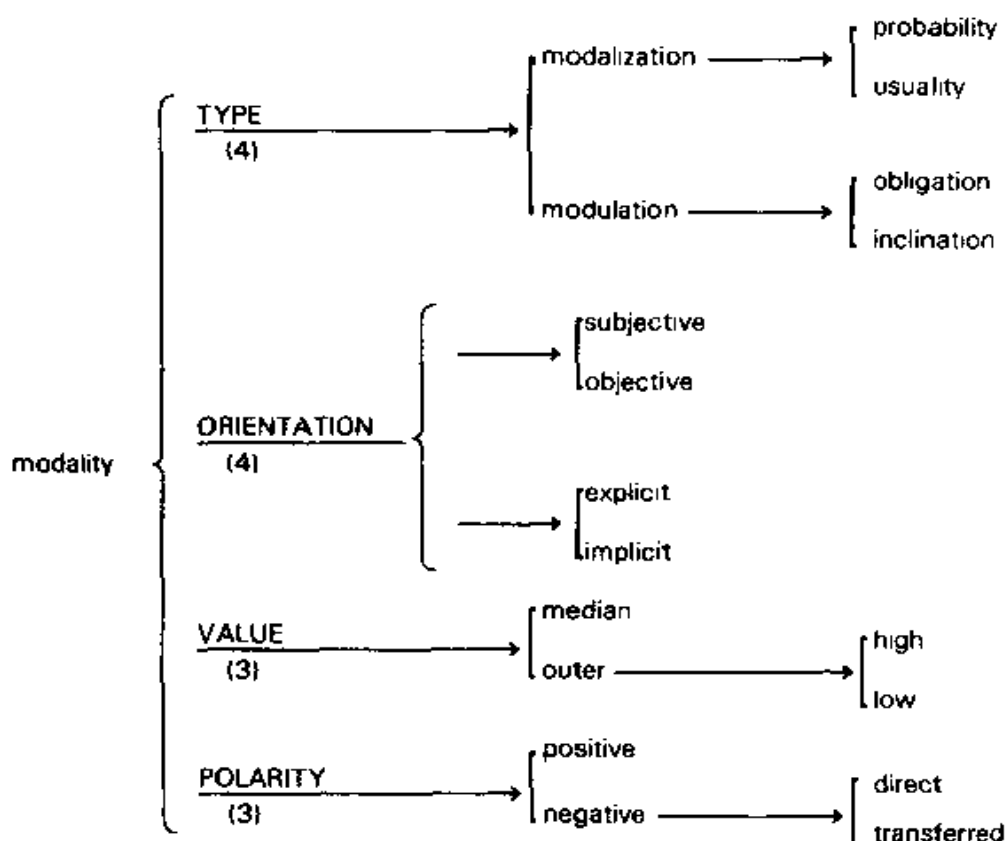 probability
modalization
usuality
TYPE
(4)
obligation
modulation
inclination
subjective
objective
ORIENTATION
(4)
modality
explicit
implicit
median
VALUE
(3)
outer
high
low
positive
POLARITY
(3)
negative
direct
transferred